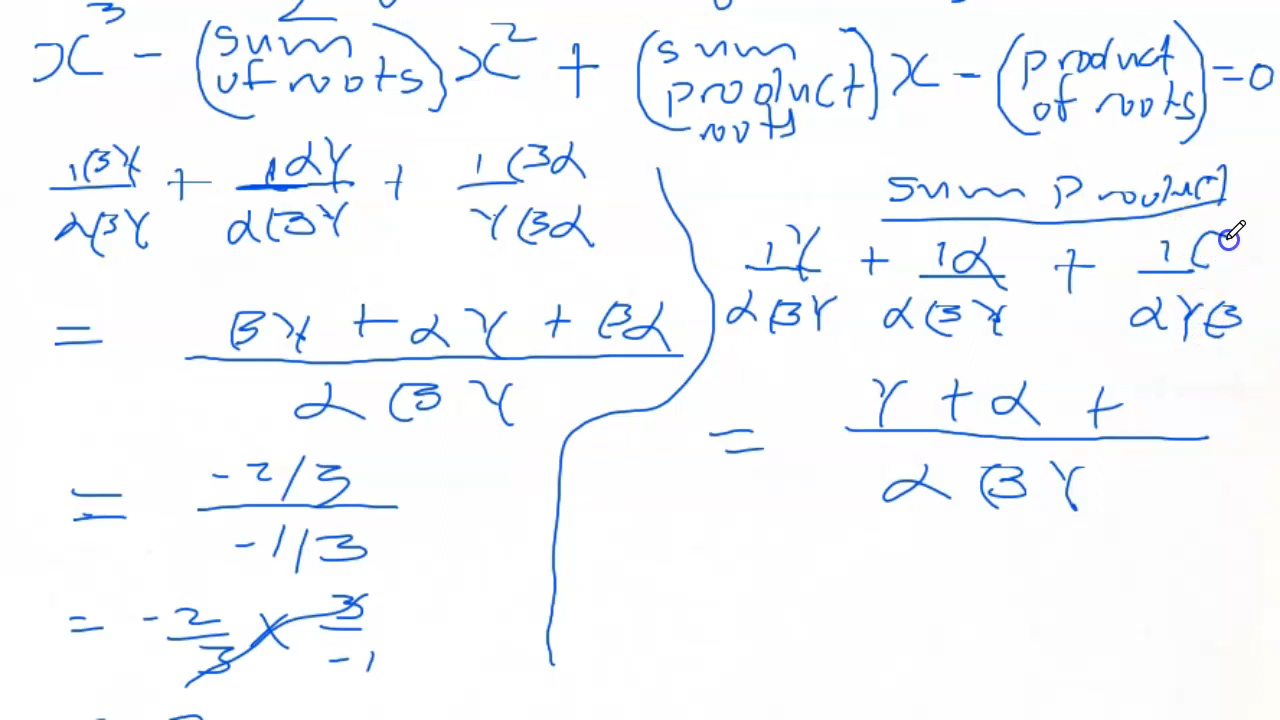 x³ - (sum of roots) x² + (sum product roots) x - (product of roots) = 0
1βγ/αβγ + 1αγ/αβγ + 1βα/γβα
= βγ + αγ + βα / αβγ
= -2/3 / -1/3
= -2/3 × 3/-1
sum product
1γ/αβγ + 1α/αβγ + 1/αγβ
= γ + α + / αβγ